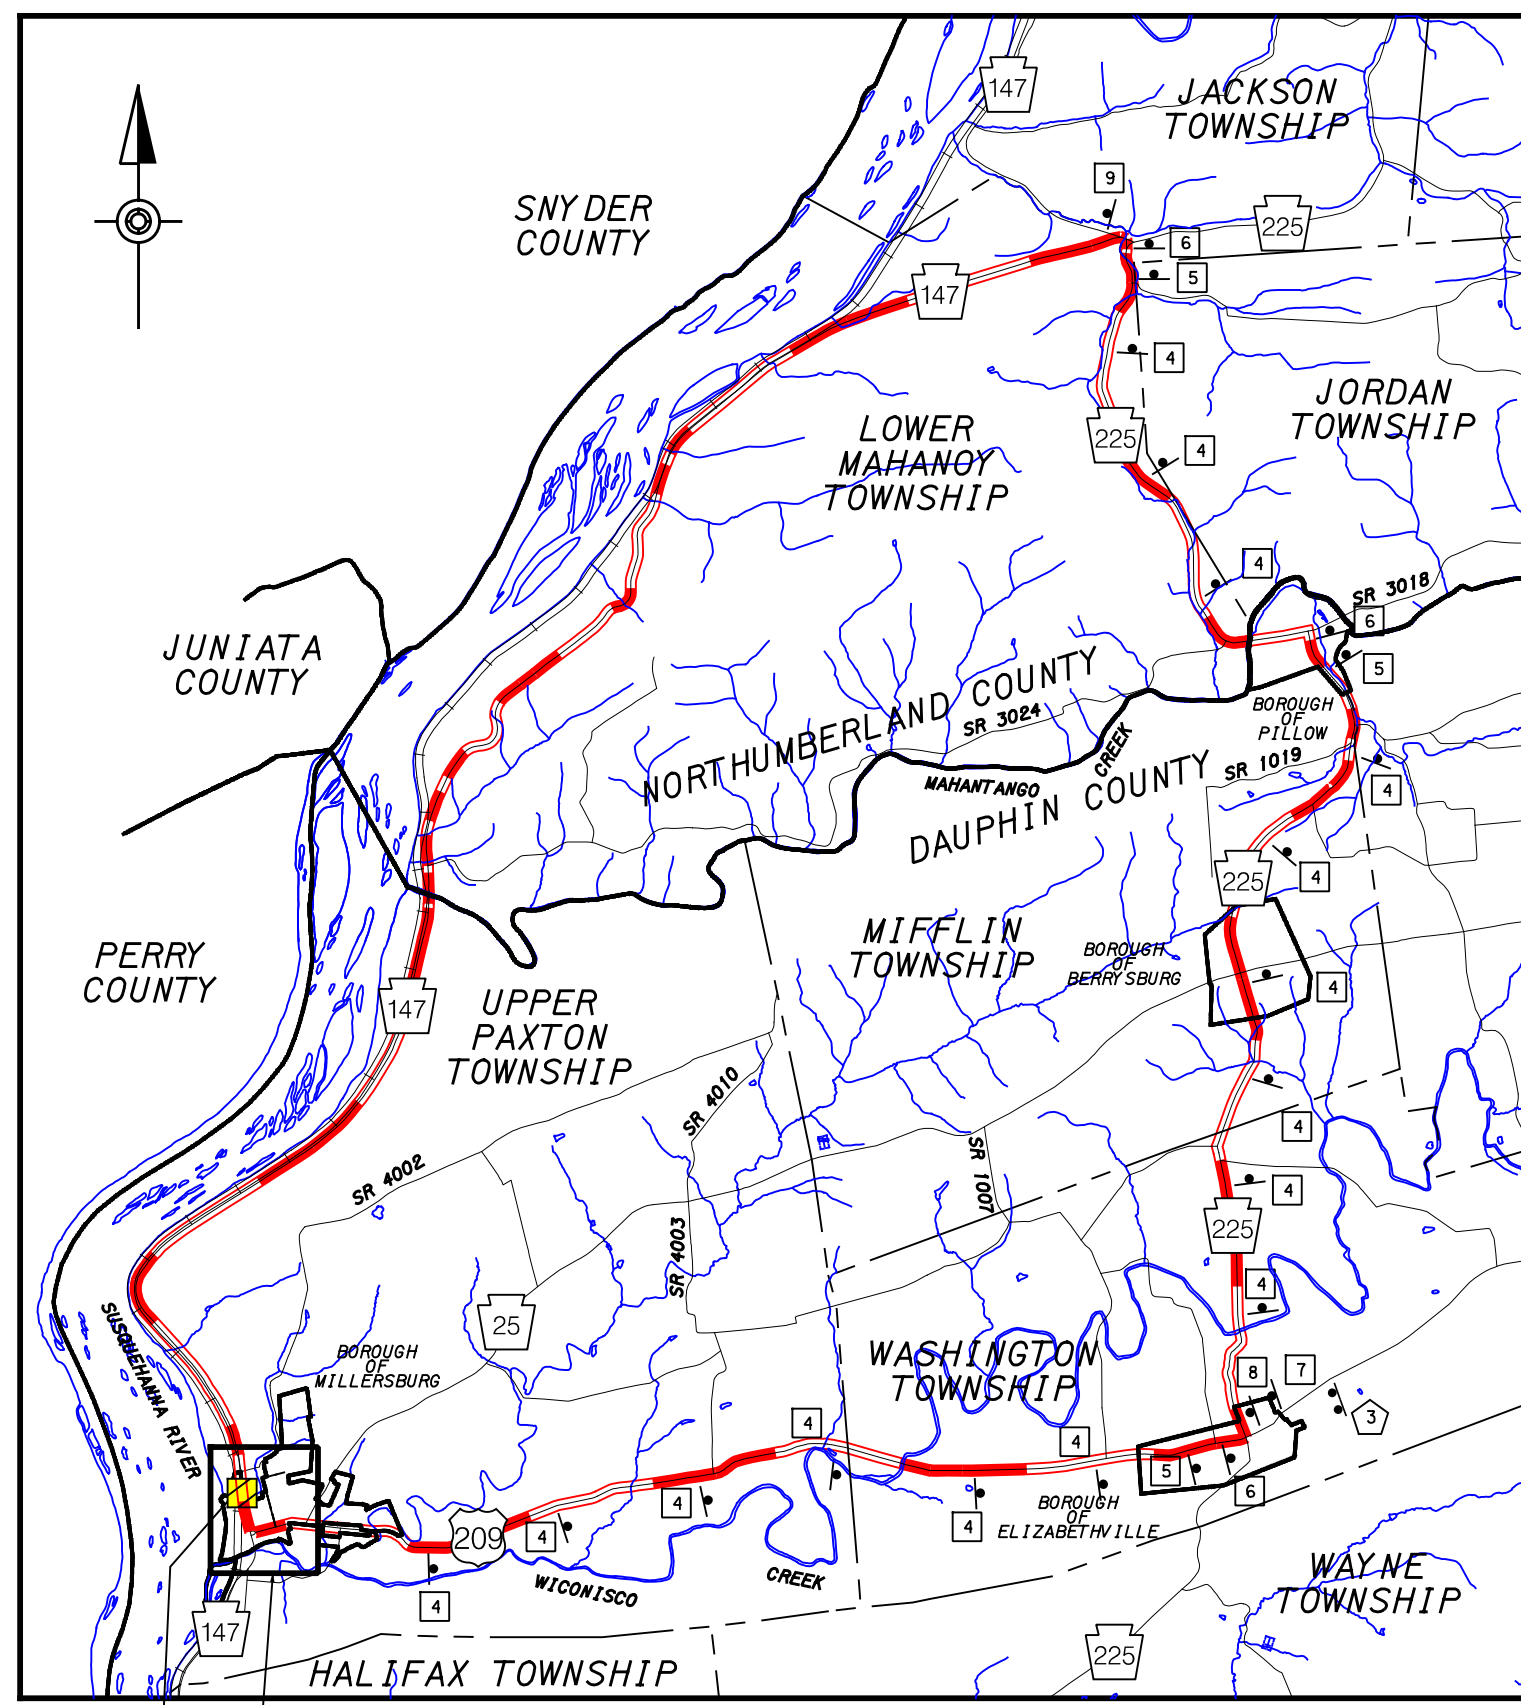 147
JACKSON
TOWNSHIP
9
SNYDER
COUNTY
225
6
5
147
4
JORDAN
TOWNSHIP
LOWER
MAHANOY
TOWNSHIP
225
4
4
SR 3018
6
JUNIATA
COUNTY
5
NORTHUMBERLAND COUNTY
SR 3024
BOROUGH
OF
PILLOW
CREEK
MAHANTANGO
SR 1019
DAUPHIN COUNTY
4
225
4
MIFFLIN
TOWNSHIP
BOROUGH
OF
BERRYSBURG
PERRY
COUNTY
4
147
UPPER
PAXTON
TOWNSHIP
SR 4010
4
SR 4002
SR 1007
4
225
SR 4003
4
25
SUSQUEHANNA RIVER
BOROUGH
OF
MILLERSBURG
WASHINGTON
TOWNSHIP
8
7
3
4
4
5
6
4
4
4
BOROUGH
OF
ELIZABETHVILLE
209
WICONISCO
CREEK
4
WAYNE
TOWNSHIP
147
225
HALIFAX TOWNSHIP